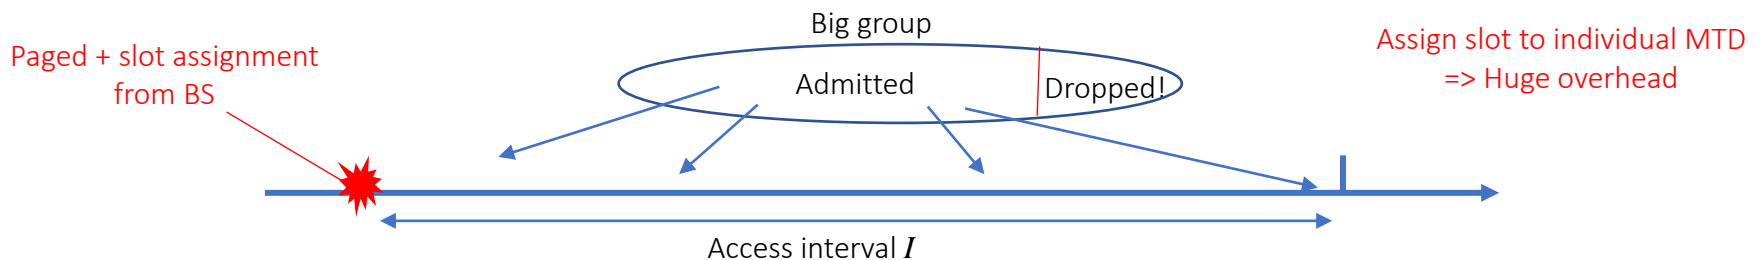 Big group
Paged + slot assignment
from BS
Admitted
Dropped!
Assign slot to individual MTD
=> Huge overhead
Access interval I